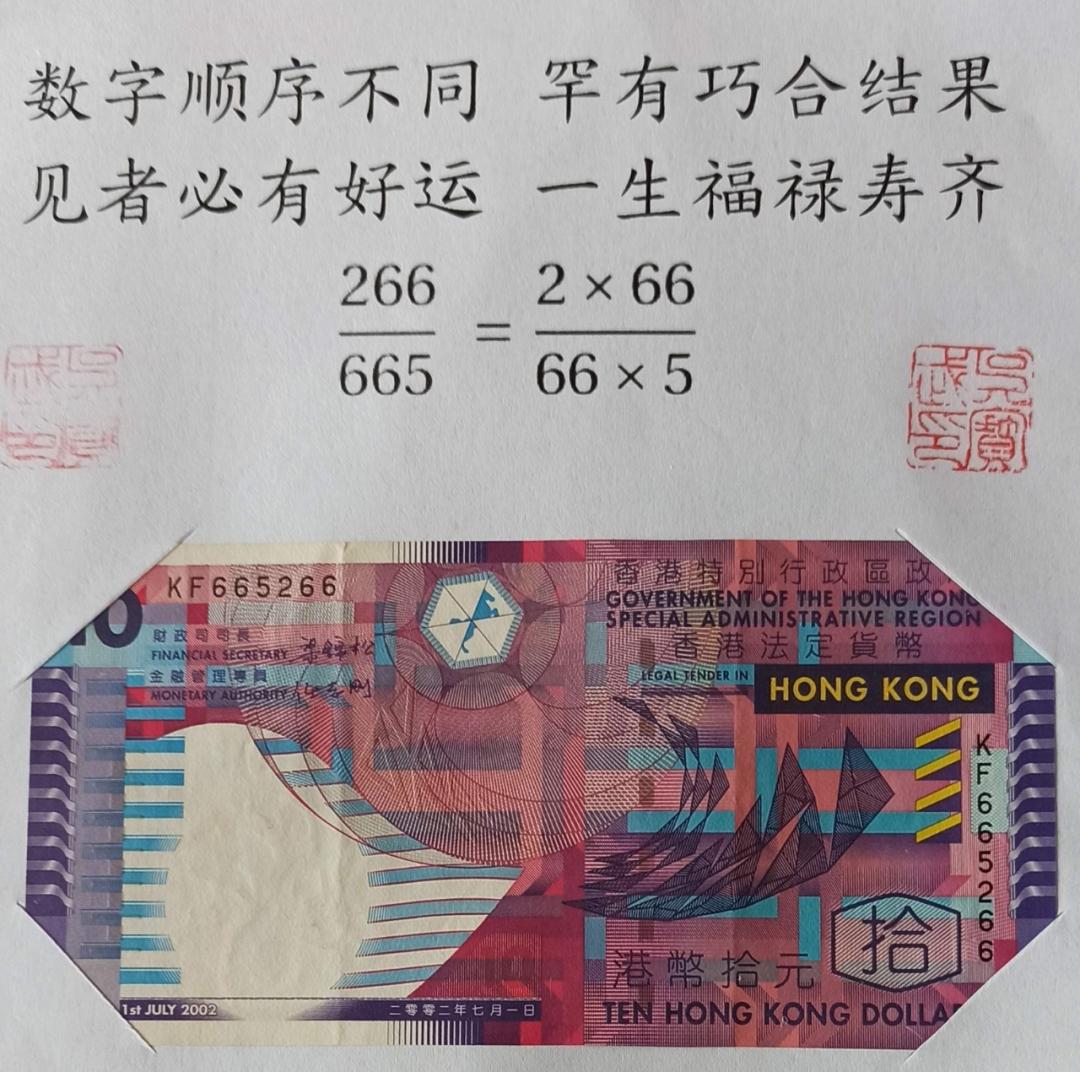 数字顺序不同 罕有巧合结果
见者必有好运 一生福禄寿齐
266/665 = 2 × 66/66 × 5
KF665266
10
財政司司長
FINANCIAL SECRETARY
金融管理專員
MONETARY AUTHORITY
香港特別行政區政
GOVERNMENT OF THE HONG KONG
SPECIAL ADMINISTRATIVE REGION
香港法定貨幣
LEGAL TENDER IN
HONG KONG
KF665266
拾
港幣拾元
TEN HONG KONG DOLLA
1st JULY 2002
二零零二年七月一日